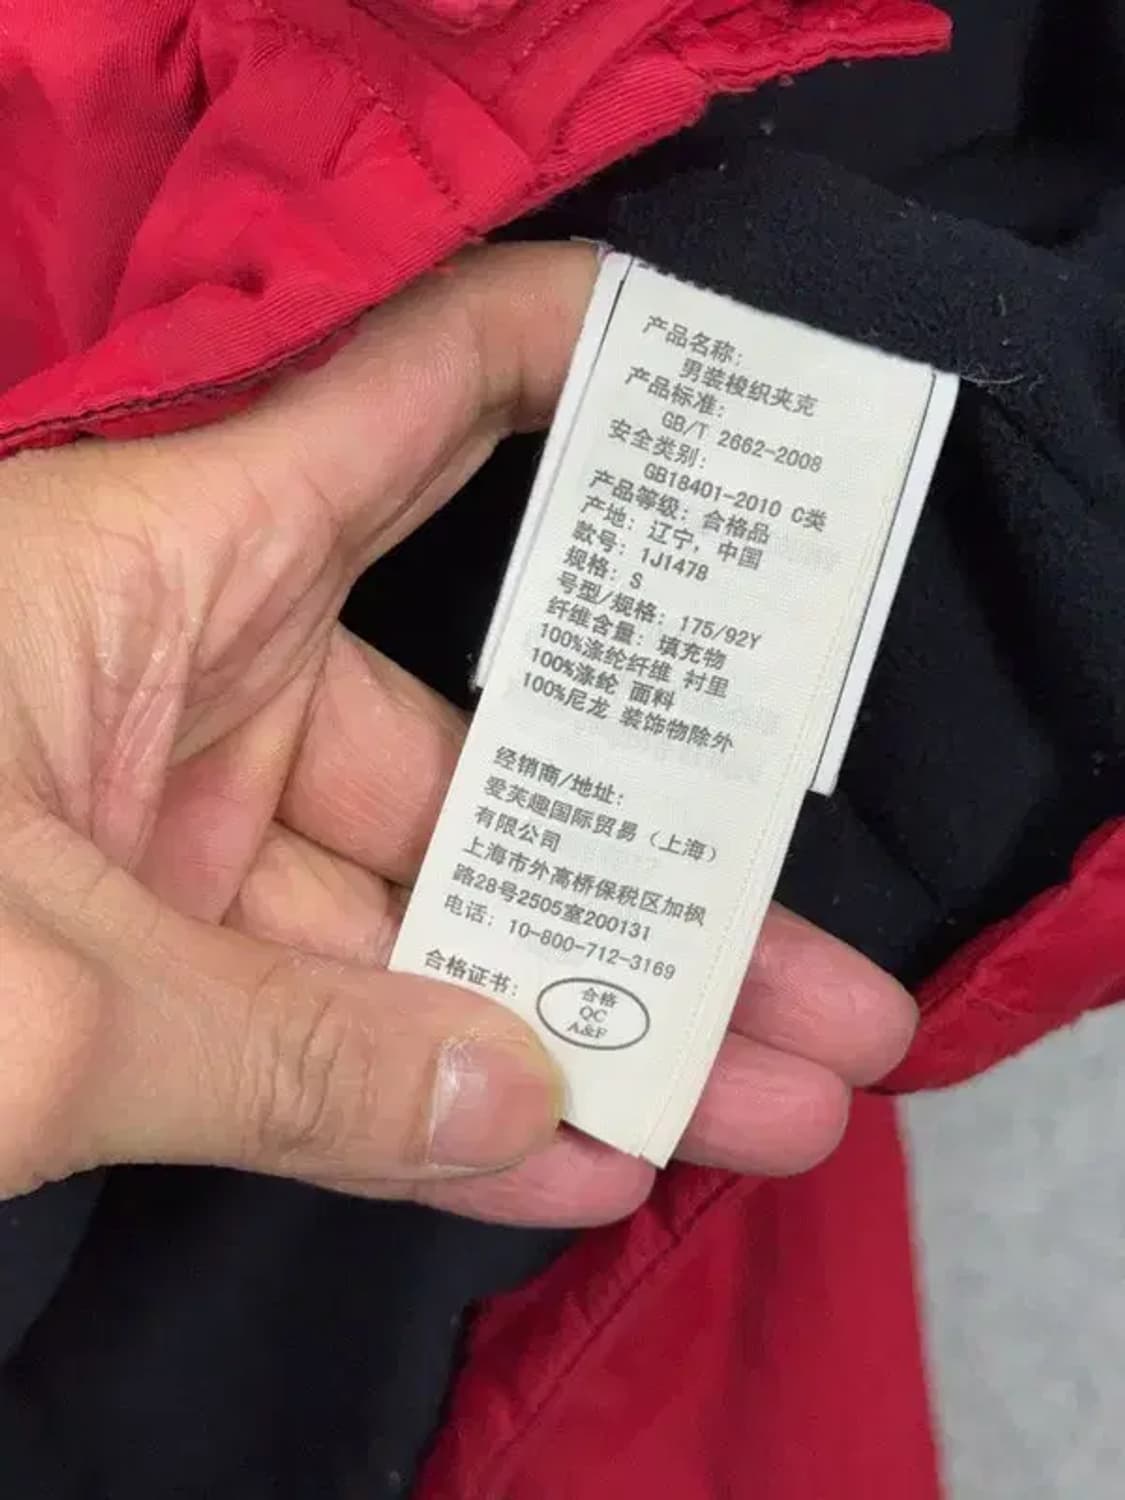 产品名称:
男装梭织夹克
产品标准:
GB/T 2662-2008
安全类别:
GB18401-2010 C类
产品等级: 合格品
产地: 辽宁, 中国
款号: 1J1478
规格: S
号型/规格: 175/92Y
纤维含量: 填充物
100%涤纶纤维 衬里
100%涤纶 面料
100%尼龙 装饰物除外
经销商/地址:
爱芙趣国际贸易（上海）
有限公司
上海市外高桥保税区加枫
路28号2505室200131
电话: 10-800-712-3169
合格证书:
合格
QC
A&F